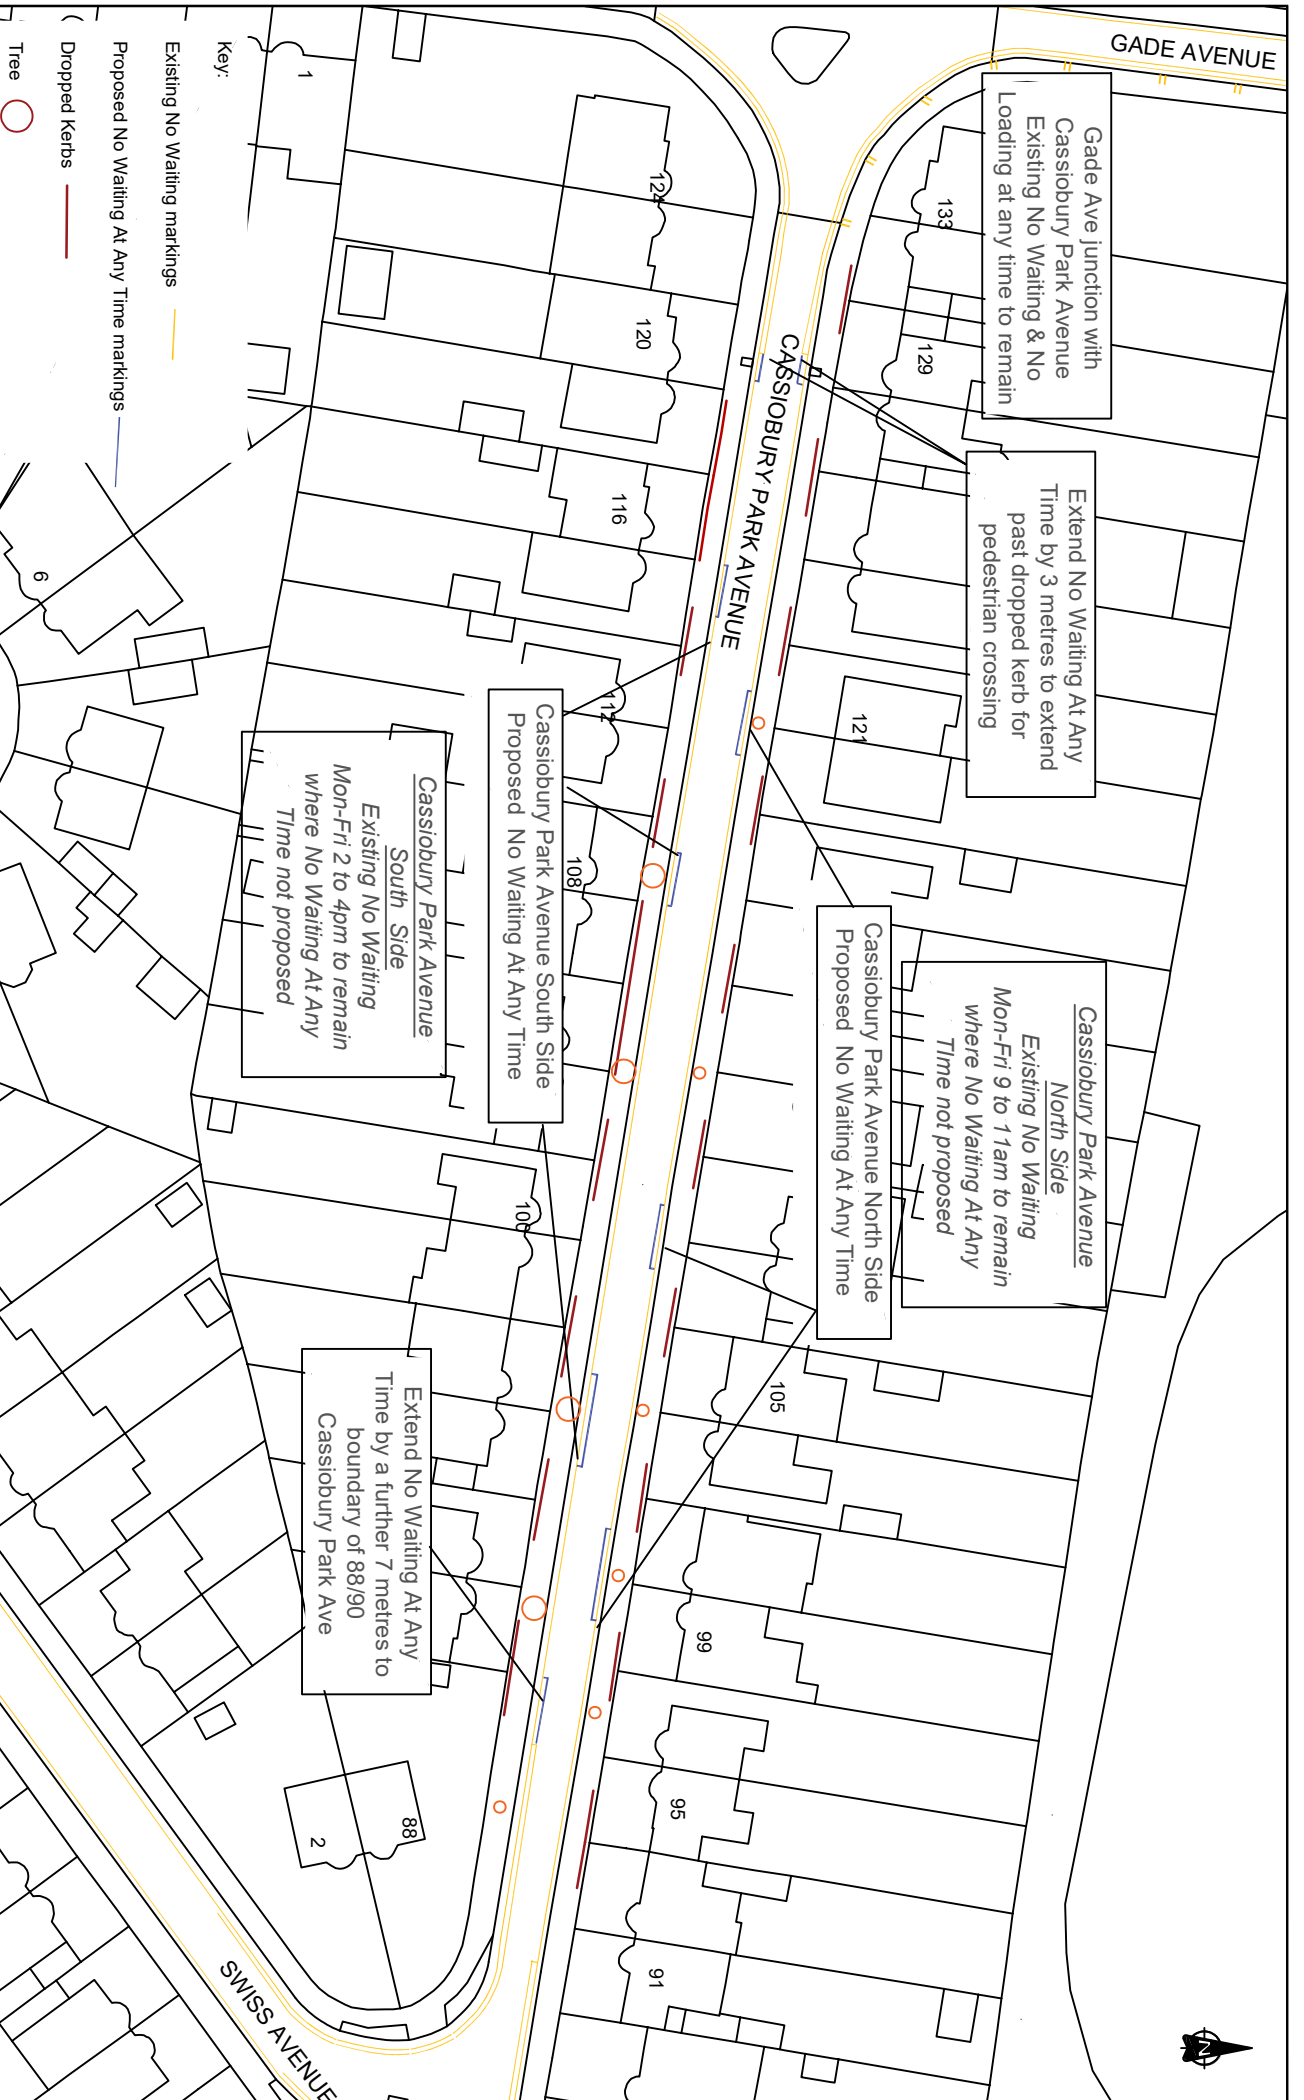 GADE AVENUE
Gade Ave junction with
Cassiobury Park Avenue
Existing No Waiting & No
Loading at any time to remain
Extend No Waiting At Any
Time by 3 metres to extend
past dropped kerb for
pedestrian crossing
Cassiobury Park Avenue
North Side
Existing No Waiting
Mon-Fri 9 to 11am to remain
where No Waiting At Any
TIme not proposed
Cassiobury Park Avenue North Side
Proposed No Waiting At Any Time
133
129
121
105
99
95
91
CASSIOBURY PARK AVENUE
124
120
116
112
108
100
88
2
Cassiobury Park Avenue South Side
Proposed No Waiting At Any Time
Cassiobury Park Avenue
South Side
Existing No Waiting
Mon-Fri 2 to 4pm to remain
where No Waiting At Any
TIme not proposed
Extend No Waiting At Any
Time by a further 7 metres to
boundary of 88/90
Cassiobury Park Ave
SWISS AVENUE
1
6
Key:
Existing No Waiting markings
Proposed No Waiting At Any Time markings
Dropped Kerbs
Tree
N